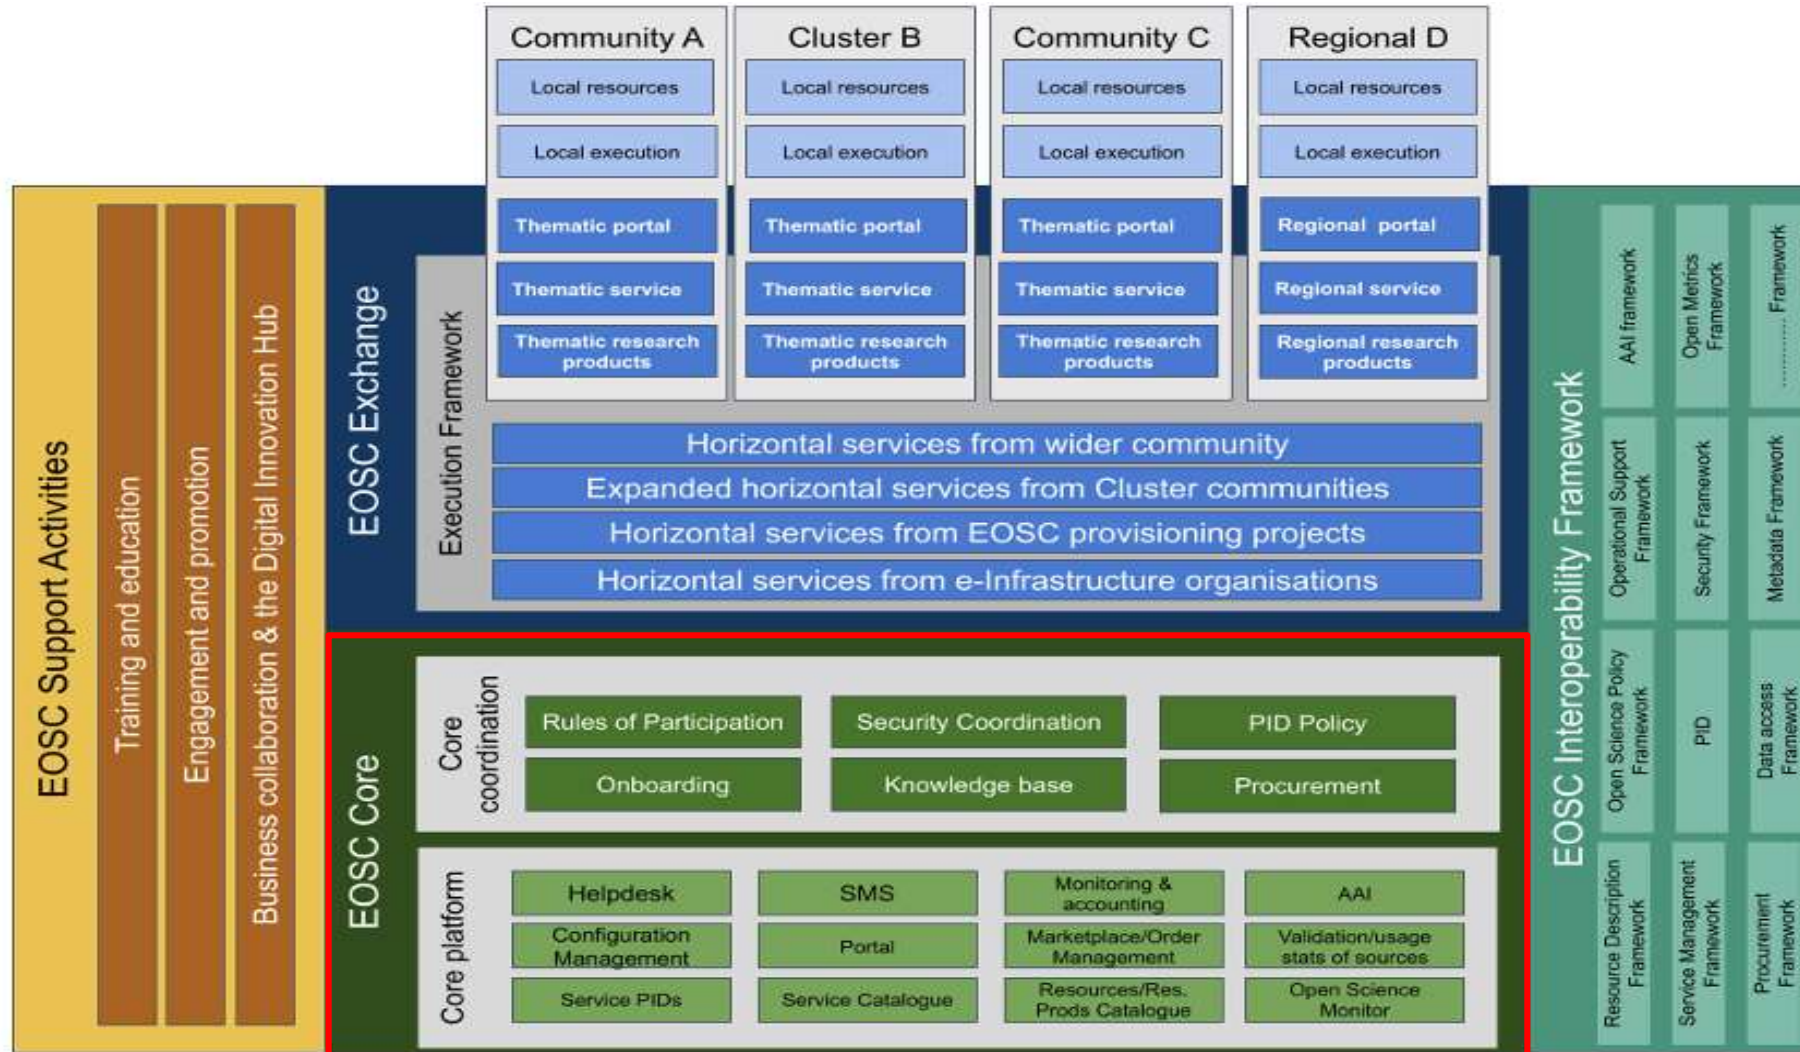 Community A
Cluster B
Community C
Regional D
Local resources
Local resources
Local resources
Local resources
Local execution
Local execution
Local execution
Local execution
Thematic portal
Thematic portal
Thematic portal
Regional portal
Thematic service
Thematic service
Thematic service
Regional service
Thematic research
products
Thematic research
products
Thematic research
products
Regional research
products
EOSC Support Activities
Training and education
Engagement and promotion
Business collaboration & the Digital Innovation Hub
EOSC Exchange
Execution Framework
Horizontal services from wider community
Expanded horizontal services from Cluster communities
Horizontal services from EOSC provisioning projects
Horizontal services from e-Infrastructure organisations
EOSC Core
Core
coordination
Rules of Participation
Security Coordination
PID Policy
Onboarding
Knowledge base
Procurement
Core platform
Helpdesk
SMS
Monitoring &
accounting
AAI
Configuration
Management
Portal
Marketplace/Order
Management
Validation/usage
stats of sources
Service PIDs
Service Catalogue
Resources/Res.
Prods Catalogue
Open Science
Monitor
EOSC Interoperability Framework
AAI framework
Open Metrics
Framework
............ Framework
Operational Support
Framework
Security Framework
Metadata Framework
Open Science Policy
Framework
PID
Data access
Framework
Resource Description
Framework
Service Management
Framework
Procurement
Framework